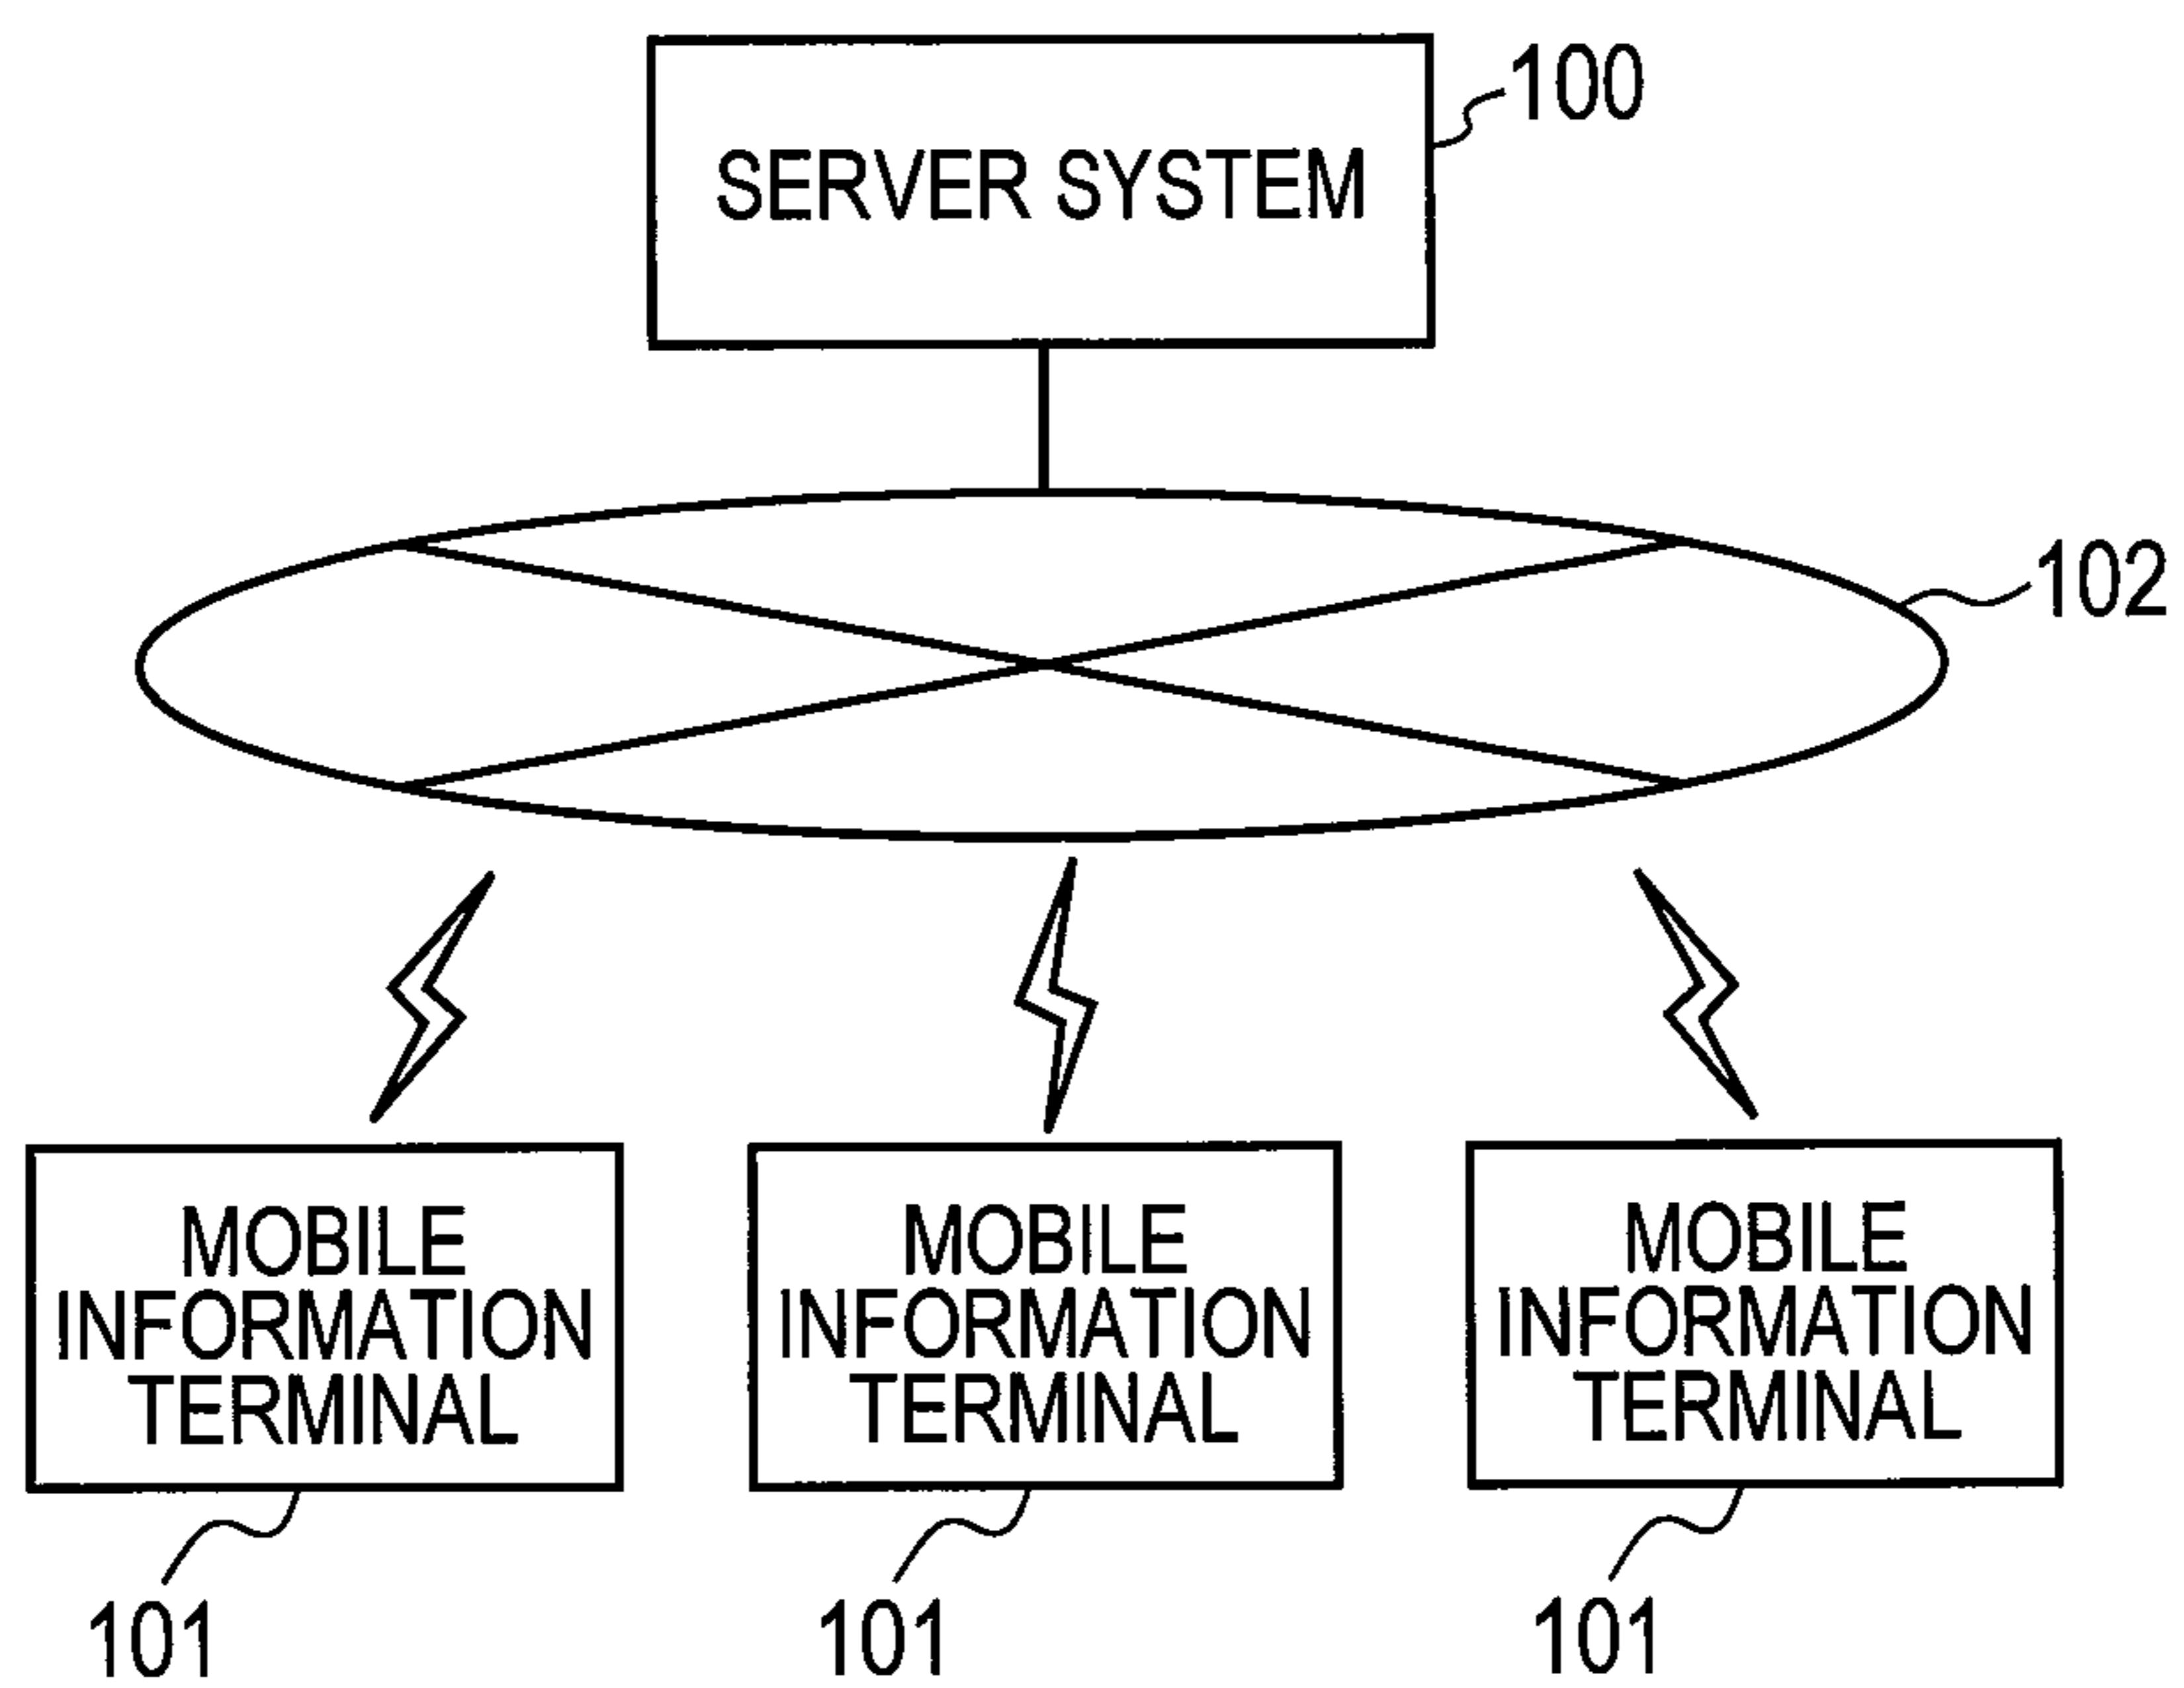 100
SERVER SYSTEM
102
MOBILE
INFORMATION
TERMINAL
MOBILE
INFORMATION
TERMINAL
MOBILE
INFORMATION
TERMINAL
101
101
101